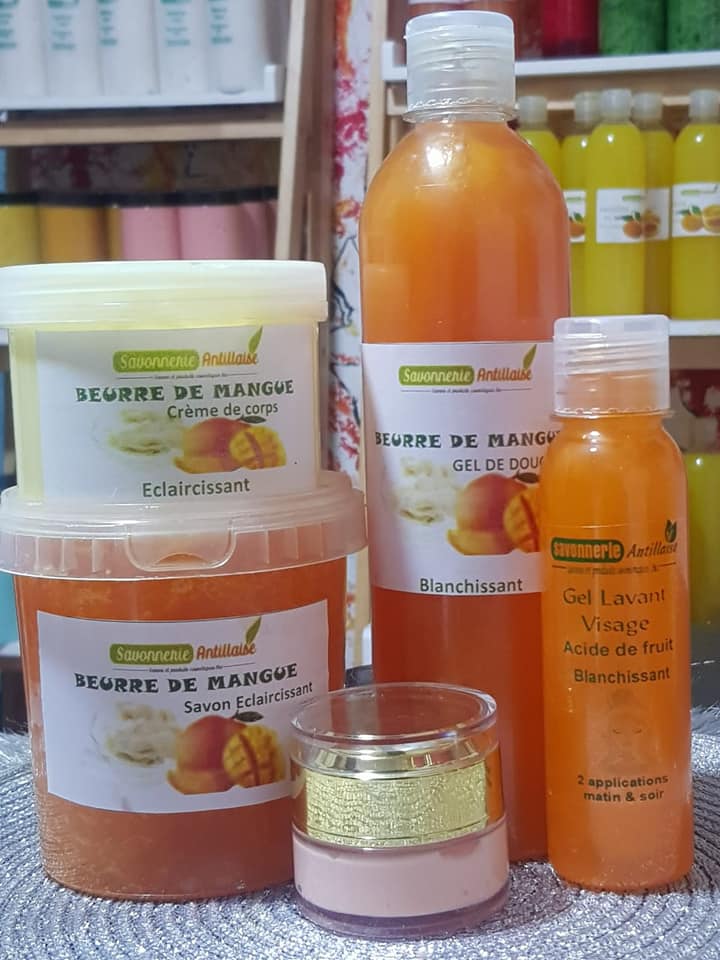 Savonnerie Antillaise
BEURRE DE MANGUE
Crème de corps
Eclaircissant
Savonnerie Antillaise
BEURRE DE MANGUE
Savon Eclaircissant
Savonnerie Antillaise
BEURRE DE MANGU
GEL DE DOUC
Blanchissant
savonnerie Antillaise
Gel Lavant
Visage
Acide de fruit
Blanchissant
2 applications
matin & soir